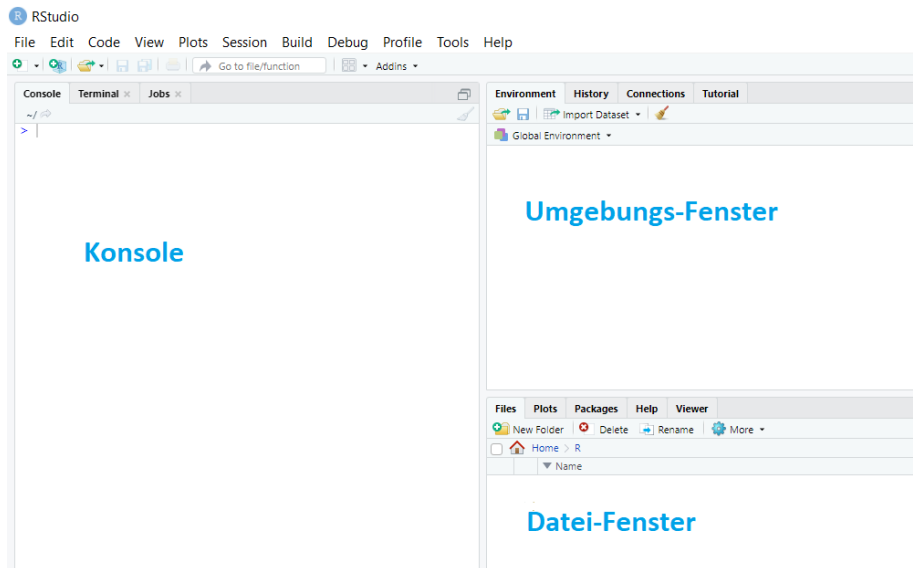 R RStudio
File Edit Code View Plots Session Build Debug Profile Tools Help
R Go to file/function Addins
Console Terminal × Jobs ×
~/
>
Environment History Connections Tutorial
Import Dataset
Global Environment
Umgebungs-Fenster
Konsole
Files Plots Packages Help Viewer
New Folder Delete Rename More
Home > R
Name
Datei-Fenster